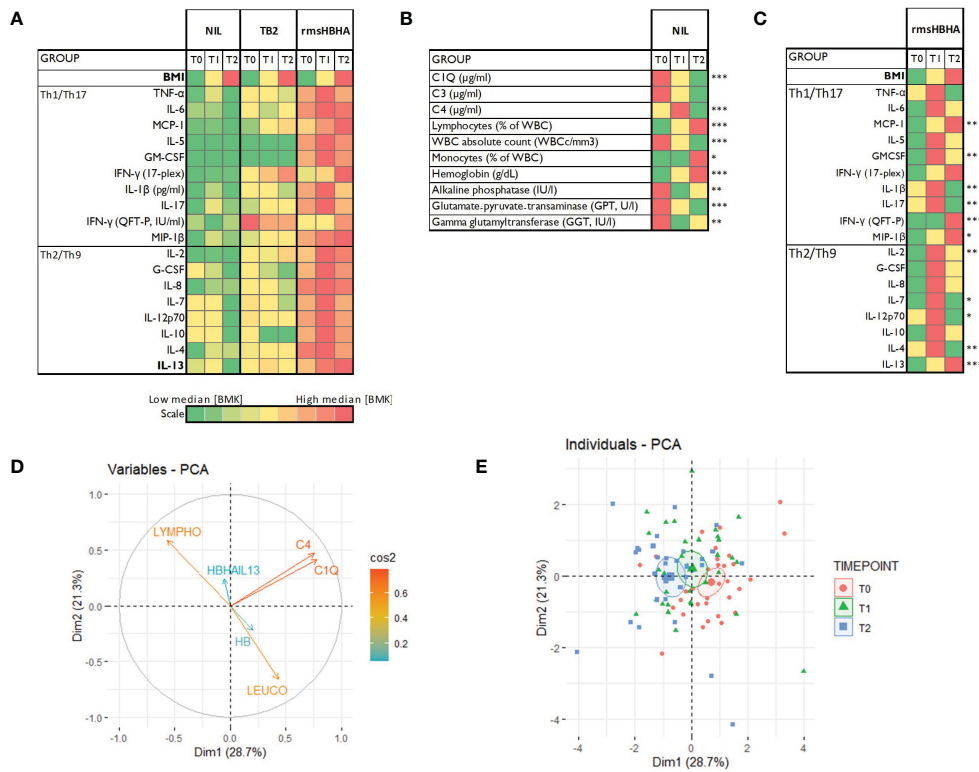 A
NIL TB2 rmsHBHA
GROUP T0 T1 T2 T0 T1 T2 T0 T1 T2
BMI
Th1/Th17 TNF-α
IL-6
MCP-1
IL-5
GM-CSF
IFN-γ (17-plex)
IL-1β (pg/ml)
IL-17
IFN-γ (QFT-P, IU/ml)
MIP-1β
Th2/Th9 IL-2
G-CSF
IL-8
IL-7
IL-12p70
IL-10
IL-4
IL-13
Low median [BMK] High median [BMK]
Scale
B
NIL
GROUP T0 T1 T2
C1Q (µg/ml) ***
C3 (µg/ml)
C4 (µg/ml) ***
Lymphocytes (% of WBC) ***
WBC absolute count (WBCc/mm3) ***
Monocytes (% of WBC) *
Hemoglobin (g/dL) ***
Alkaline phosphatase (IU/l) **
Glutamate-pyruvate-transaminase (GPT, U/l) ***
Gamma glutamyltransferase (GGT, IU/l) **
C
rmsHBHA
GROUP T0 T1 T2
BMI
Th1/Th17 TNF-α
IL-6
MCP-1 **
IL-5
GMCSF **
IFN-γ (17-plex)
IL-1β **
IL-17 **
IFN-γ (QFT-P) ***
MIP-1β *
Th2/Th9 IL-2 **
G-CSF
IL-8
IL-7 *
IL-12p70 *
IL-10
IL-4 **
IL-13 ***
D
Variables - PCA
1.0
0.5
0.0
-0.5
-1.0
Dim2 (21.3%)
LYMPHO
C4
C1Q
HBHAIL13
HB
LEUCO
-1.0 -0.5 0.0 0.5 1.0
Dim1 (28.7%)
cos2
0.6
0.4
0.2
E
Individuals - PCA
2
0
-2
-4
Dim2 (21.3%)
-4 -2 0 2 4
Dim1 (28.7%)
TIMEPOINT
T0
T1
T2